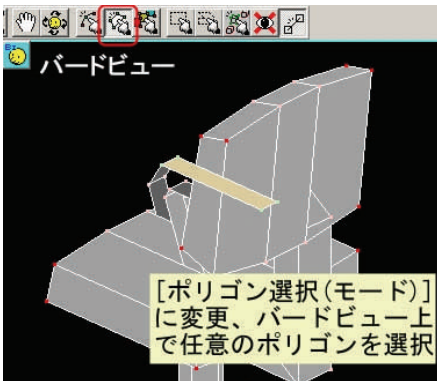 バードビュー
[ポリゴン選択(モード)]
に変更、バードビュー上
で任意のポリゴンを選択